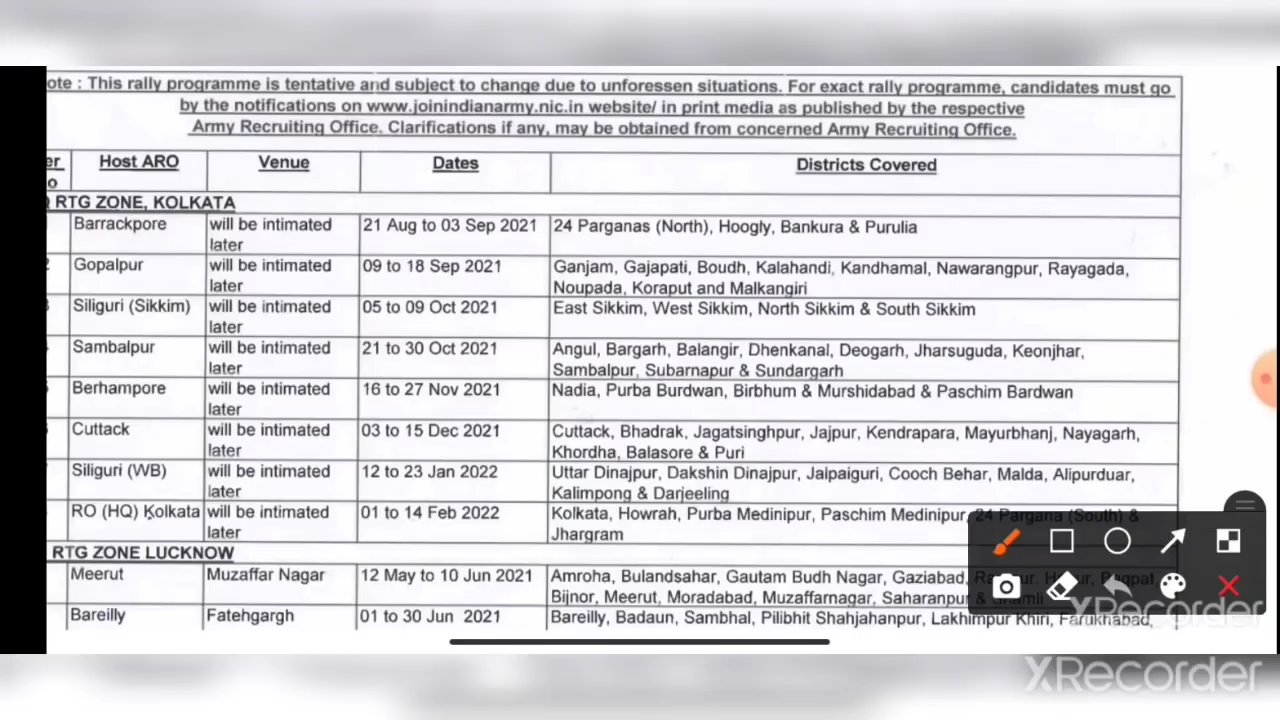 ote : This rally programme is tentative and subject to change due to unforessen situations. For exact rally programme, candidates must go
by the notifications on www.joinindianarmy.nic.in website/ in print media as published by the respective
Army Recruiting Office. Clarifications if any, may be obtained from concerned Army Recruiting Office.
er Host ARO Venue Dates Districts Covered
o
RTG ZONE, KOLKATA
Barrackpore will be intimated 21 Aug to 03 Sep 2021 24 Parganas (North), Hoogly, Bankura & Purulia
later
2 Gopalpur will be intimated 09 to 18 Sep 2021 Ganjam, Gajapati, Boudh, Kalahandi, Kandhamal, Nawarangpur, Rayagada,
later Noupada, Koraput and Malkangiri
3 Siliguri (Sikkim) will be intimated 05 to 09 Oct 2021 East Sikkim, West Sikkim, North Sikkim & South Sikkim
later
Sambalpur will be intimated 21 to 30 Oct 2021 Angul, Bargarh, Balangir, Dhenkanal, Deogarh, Jharsuguda, Keonjhar,
later Sambalpur, Subarnapur & Sundargarh
Berhampore will be intimated 16 to 27 Nov 2021 Nadia, Purba Burdwan, Birbhum & Murshidabad & Paschim Bardwan
later
Cuttack will be intimated 03 to 15 Dec 2021 Cuttack, Bhadrak, Jagatsinghpur, Jajpur, Kendrapara, Mayurbhanj, Nayagarh,
later Khordha, Balasore & Puri
Siliguri (WB) will be intimated 12 to 23 Jan 2022 Uttar Dinajpur, Dakshin Dinajpur, Jalpaiguri, Cooch Behar, Malda, Alipurduar,
later Kalimpong & Darjeeling
RO (HQ) Kolkata will be intimated 01 to 14 Feb 2022 Kolkata, Howrah, Purba Medinipur, Paschim Medinipur, 24 Pargana (South) &
later Jhargram
RTG ZONE LUCKNOW
Meerut Muzaffar Nagar 12 May to 10 Jun 2021 Amroha, Bulandsahar, Gautam Budh Nagar, Gaziabad,
Bijnor, Meerut, Moradabad, Muzaffarnagar, Saharanpur &
Bareilly Fatehgargh 01 to 30 Jun 2021 Bareilly, Badaun, Sambhal, Pilibhit Shahjahanpur, Lakhimpur Khiri, Farukhabad,
XRecorder
XRecorder